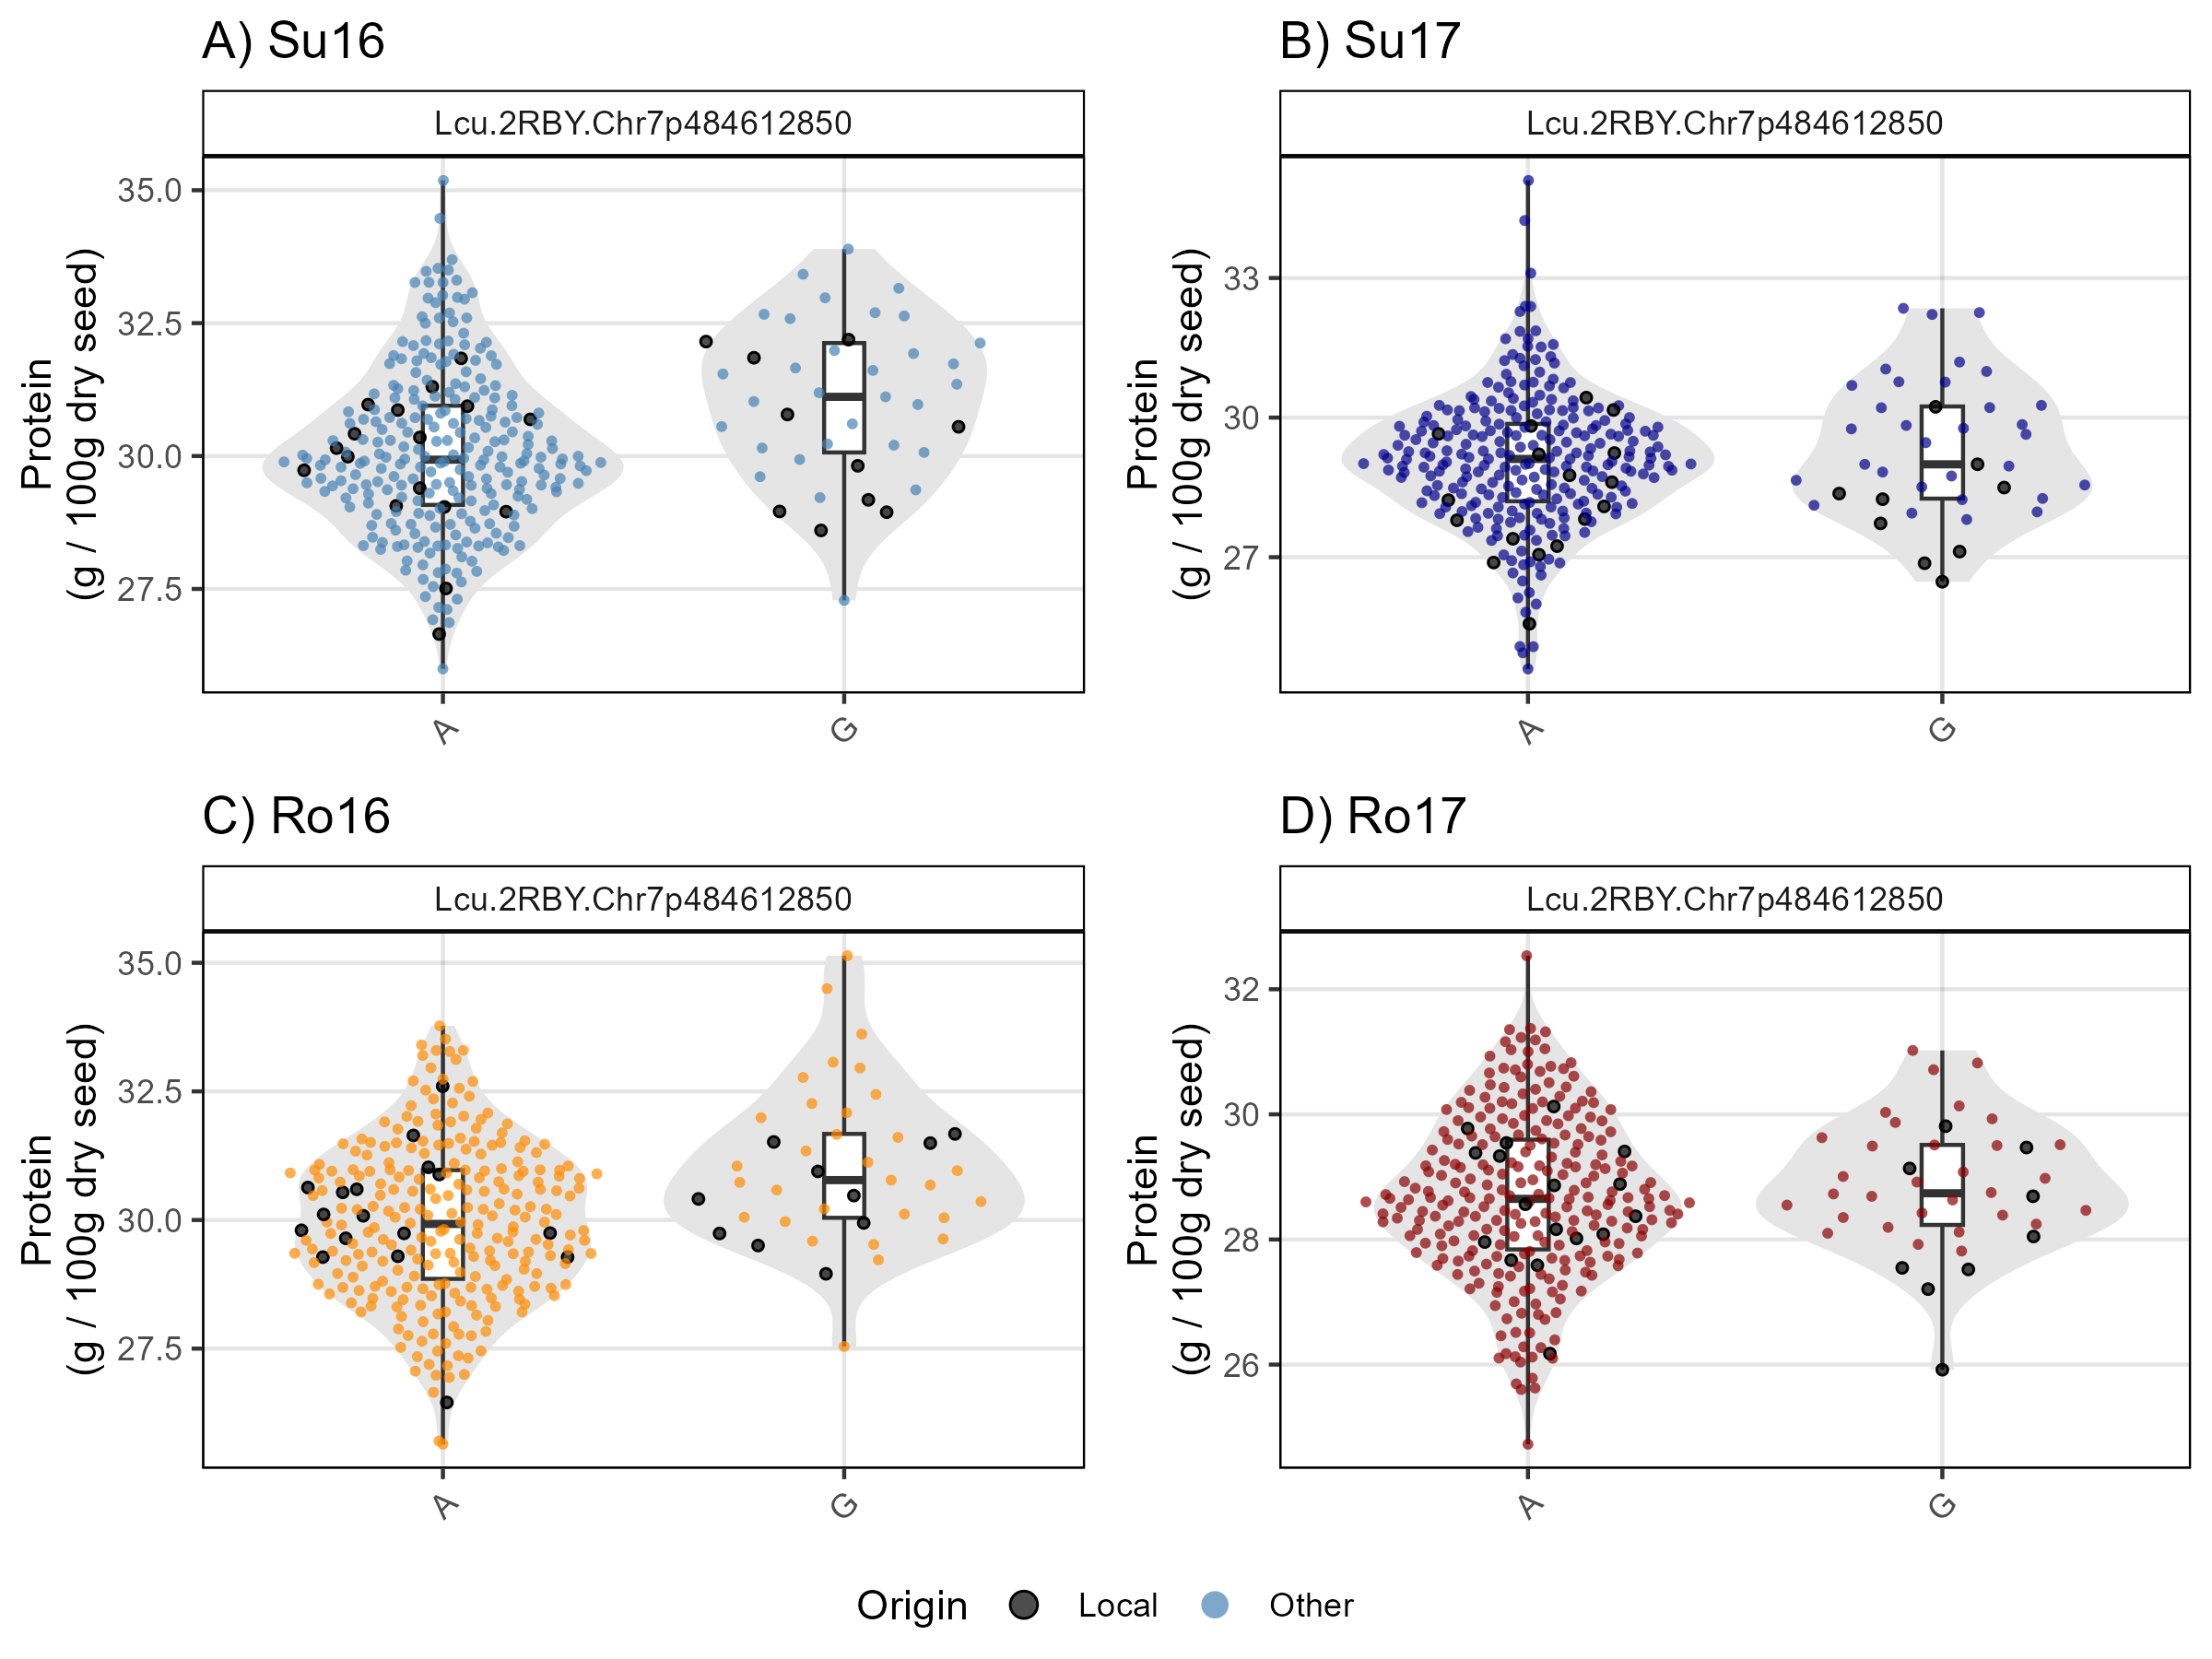 A) Su16
Lcu.2RBY.Chr7p484612850
Protein
(g / 100g dry seed)
35.0
32.5
30.0
27.5
A
G
B) Su17
Lcu.2RBY.Chr7p484612850
Protein
(g / 100g dry seed)
33
30
27
A
G
C) Ro16
Lcu.2RBY.Chr7p484612850
Protein
(g / 100g dry seed)
35.0
32.5
30.0
27.5
A
G
D) Ro17
Lcu.2RBY.Chr7p484612850
Protein
(g / 100g dry seed)
32
30
28
26
A
G
Origin Local Other